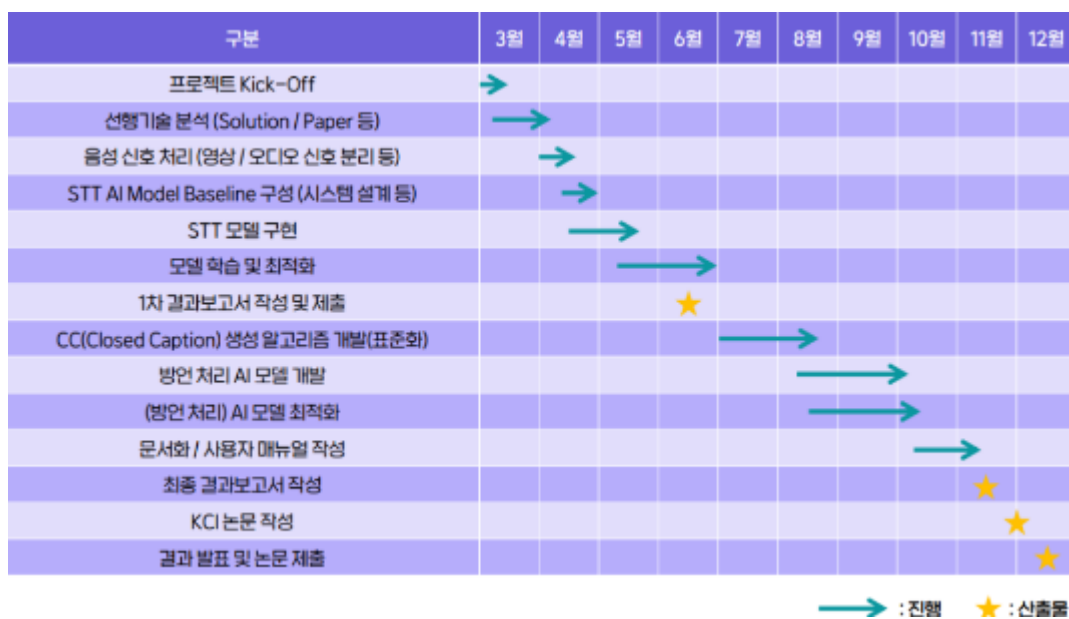 구분 3월 4월 5월 6월 7월 8월 9월 10월 11월 12월
프로젝트 Kick-Off
선행기술 분석 (Solution / Paper 등)
음성 신호 처리 (영상 / 오디오 신호 분리 등)
STT AI Model Baseline 구성 (시스템 설계 등)
STT 모델 구현
모델 학습 및 최적화
1차 결과보고서 작성 및 제출
CC(Closed Caption) 생성 알고리즘 개발(표준화)
방언 처리 AI 모델 개발
(방언 처리) AI 모델 최적화
문서화 / 사용자 매뉴얼 작성
최종 결과보고서 작성
KCI 논문 작성
결과 발표 및 논문 제출
: 진행 : 산출물